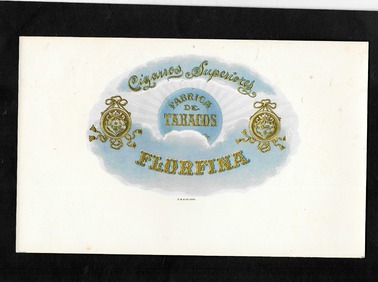 Cigarros Superiores
FABRICA
DE
TABACOS
FLORFINA